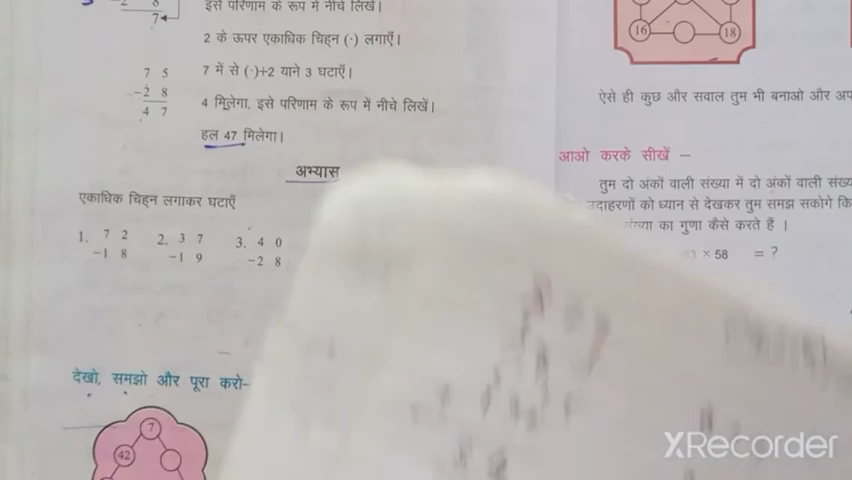 इसे परिणाम के रूप में नीचे लिखें।
7
2 के ऊपर एकाधिक चिह्न (·) लगाएँ।
7 5
-2 8
4 7
7 में से (·)+2 याने 3 घटाएँ।
4 मिलेगा, इसे परिणाम के रूप में नीचे लिखें।
हल 47 मिलेगा।
अभ्यास
एकाधिक चिह्न लगाकर घटाएँ
1. 7 2 2. 3 7 3. 4 0
-1 8 -1 9 -2 8
देखो, समझो और पूरा करो-
7
42
16 18
ऐसे ही कुछ और सवाल तुम भी बनाओ और
आओ करके सीखें –
तुम दो अंकों वाली संख्या में दो अंकों वाली
उदाहरणों को ध्यान से देखकर तुम समझ सकोगे कि
का गुणा कैसे करते हैं ।
× 58 = ?
XRecorder